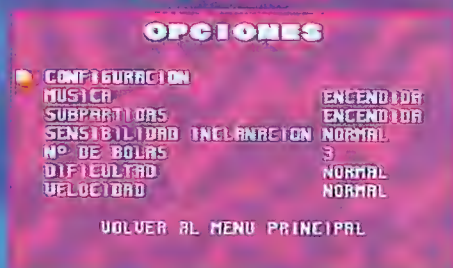 OPCIONES
CONFIGURACION
MUSICA ENCENDIDA
SUBPARTIDAS ENCENDIDA
SENSIBILIDAD INCLANACION NORMAL
Nº DE BOLAS 3
DIFICULTAD NORMAL
VELOCIDAD NORMAL
VOLVER AL MENU PRINCIPAL